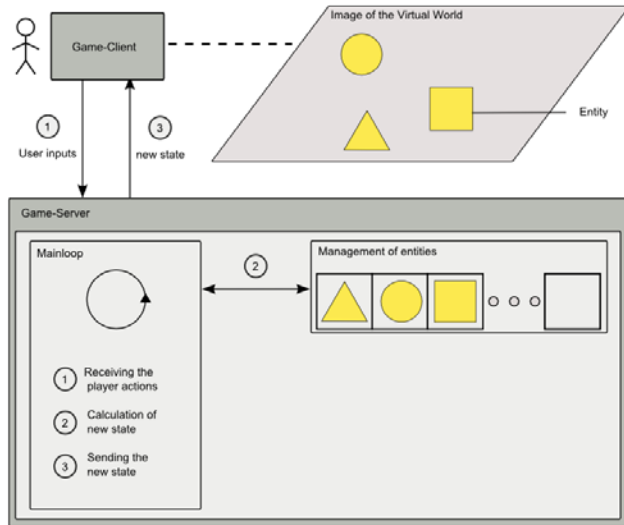 Image of the Virtual World
Game-Client
Entity
1
User inputs
3
new state
Game-Server
Mainloop
2
Management of entities
1 Receiving the
player actions
2 Calculation of
new state
3 Sending the
new state